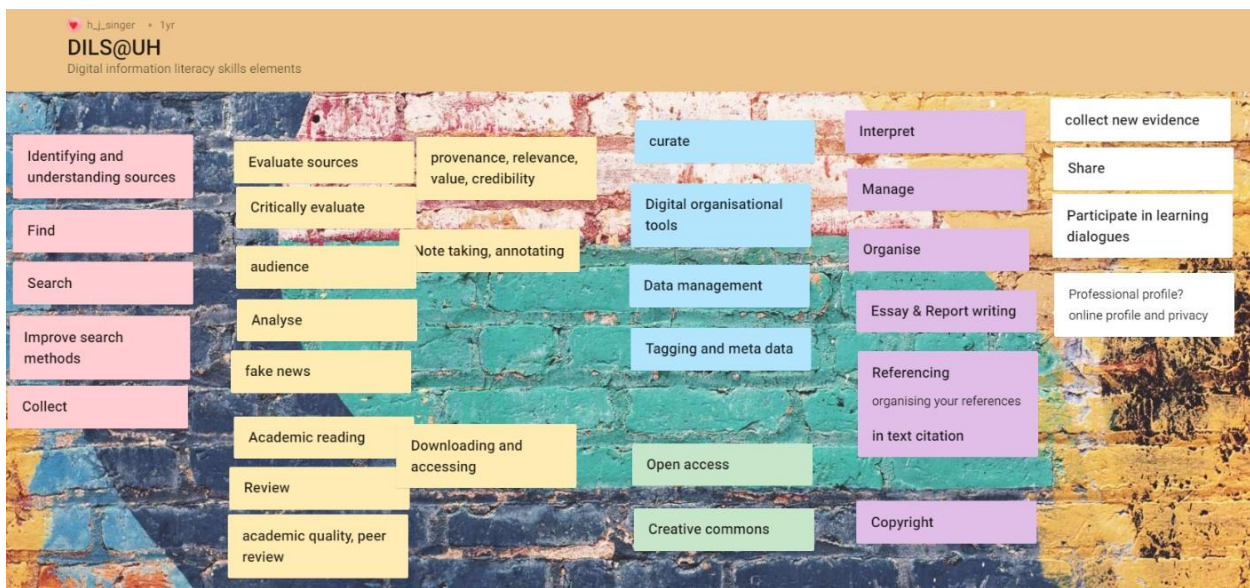 h_j_singer • 1yr
DILS@UH
Digital information literacy skills elements
Identifying and
understanding sources
Find
Search
Improve search
methods
Collect
Evaluate sources
Critically evaluate
audience
Analyse
fake news
Academic reading
Review
academic quality, peer
review
provenance, relevance,
value, credibility
Note taking, annotating
Downloading and
accessing
curate
Digital organisational
tools
Data management
Tagging and meta data
Open access
Creative commons
Interpret
Manage
Organise
Essay & Report writing
Referencing
organising your references
in text citation
Copyright
collect new evidence
Share
Participate in learning
dialogues
Professional profile?
online profile and privacy